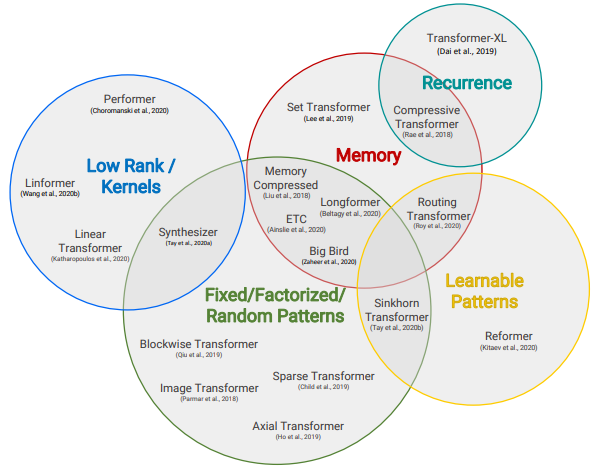 Transformer-XL
(Dai et al., 2019)
Recurrence
Compressive
Transformer
(Rae et al., 2018)
Set Transformer
(Lee et al., 2019)
Memory
Performer
(Choromanski et al., 2020)
Low Rank /
Kernels
Linformer
(Wang et al., 2020b)
Linear
Transformer
(Katharopoulos et al., 2020)
Synthesizer
(Tay et al., 2020a)
Memory
Compressed
(Liu et al., 2018)
Longformer
(Beltagy et al., 2020)
ETC
(Ainslie et al., 2020)
Big Bird
(Zaheer et al., 2020)
Routing
Transformer
(Roy et al., 2020)
Learnable
Patterns
Fixed/Factorized/
Random Patterns
Sinkhorn
Transformer
(Tay et al., 2020b)
Reformer
(Kitaev et al., 2020)
Blockwise Transformer
(Qiu et al., 2019)
Sparse Transformer
(Child et al., 2019)
Image Transformer
(Parmar et al., 2018)
Axial Transformer
(Ho et al., 2019)